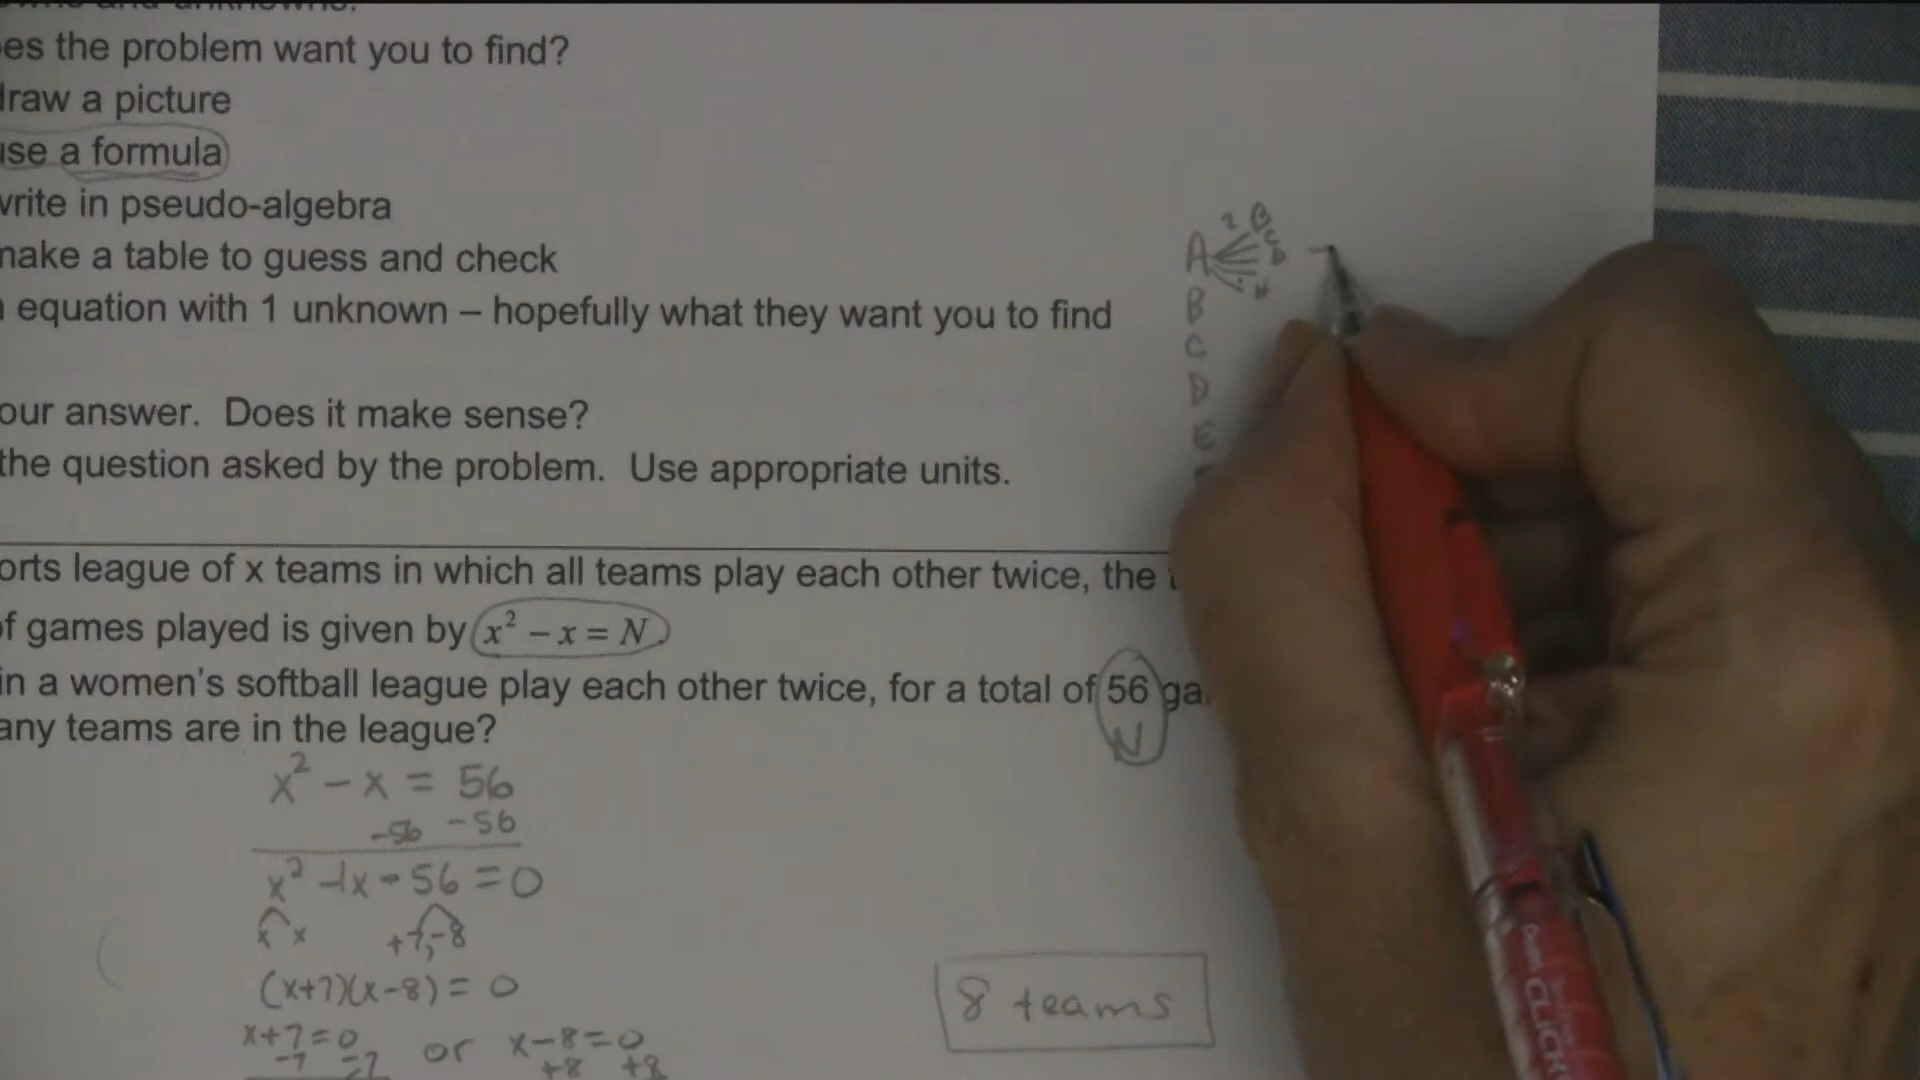 es the problem want you to find?
raw a picture
use a formula
write in pseudo-algebra
make a table to guess and check
equation with 1 unknown – hopefully what they want you to find
our answer. Does it make sense?
the question asked by the problem. Use appropriate units.
A
B
C
D
E
orts league of x teams in which all teams play each other twice, the
f games played is given by x² – x = N
in a women's softball league play each other twice, for a total of 56 ga
N
any teams are in the league?
x² – x = 56
-56 -56
x² -1x - 56 = 0
x x +7,-8
(x+7)(x-8) = 0
8 teams
x+7=0 or x-8=0
-7 -7 +8 +8